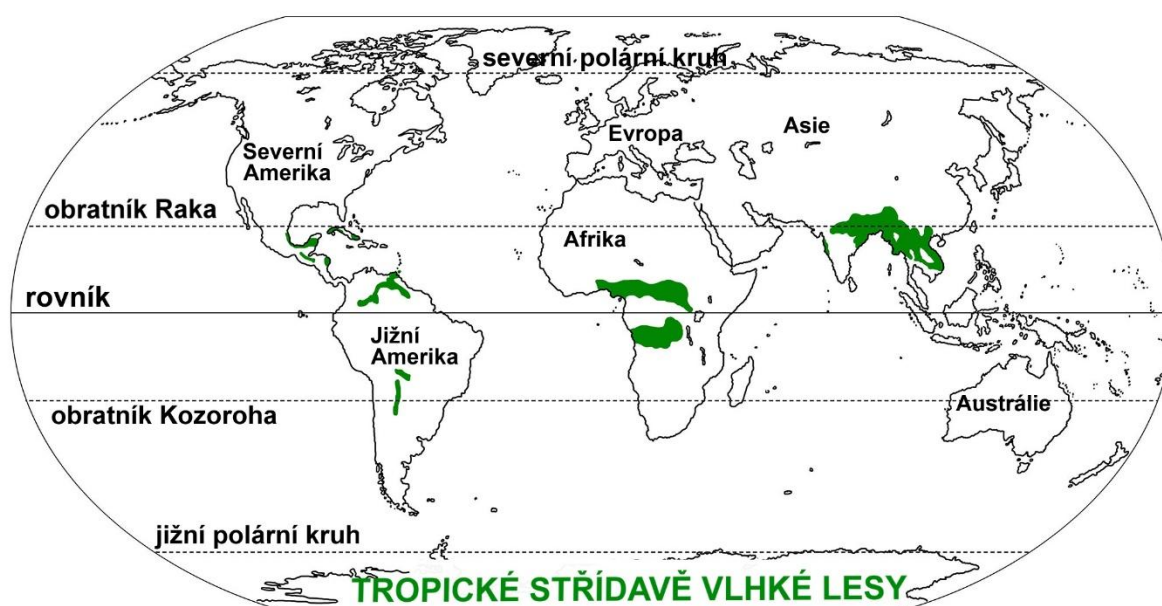 severní polární kruh
Evropa
Asie
Severní
Amerika
obratník Raka
Afrika
rovník
Jižní
Amerika
obratník Kozoroha
Austrálie
jižní polární kruh
TROPICKÉ STŘÍDAVĚ VLHKÉ LESY